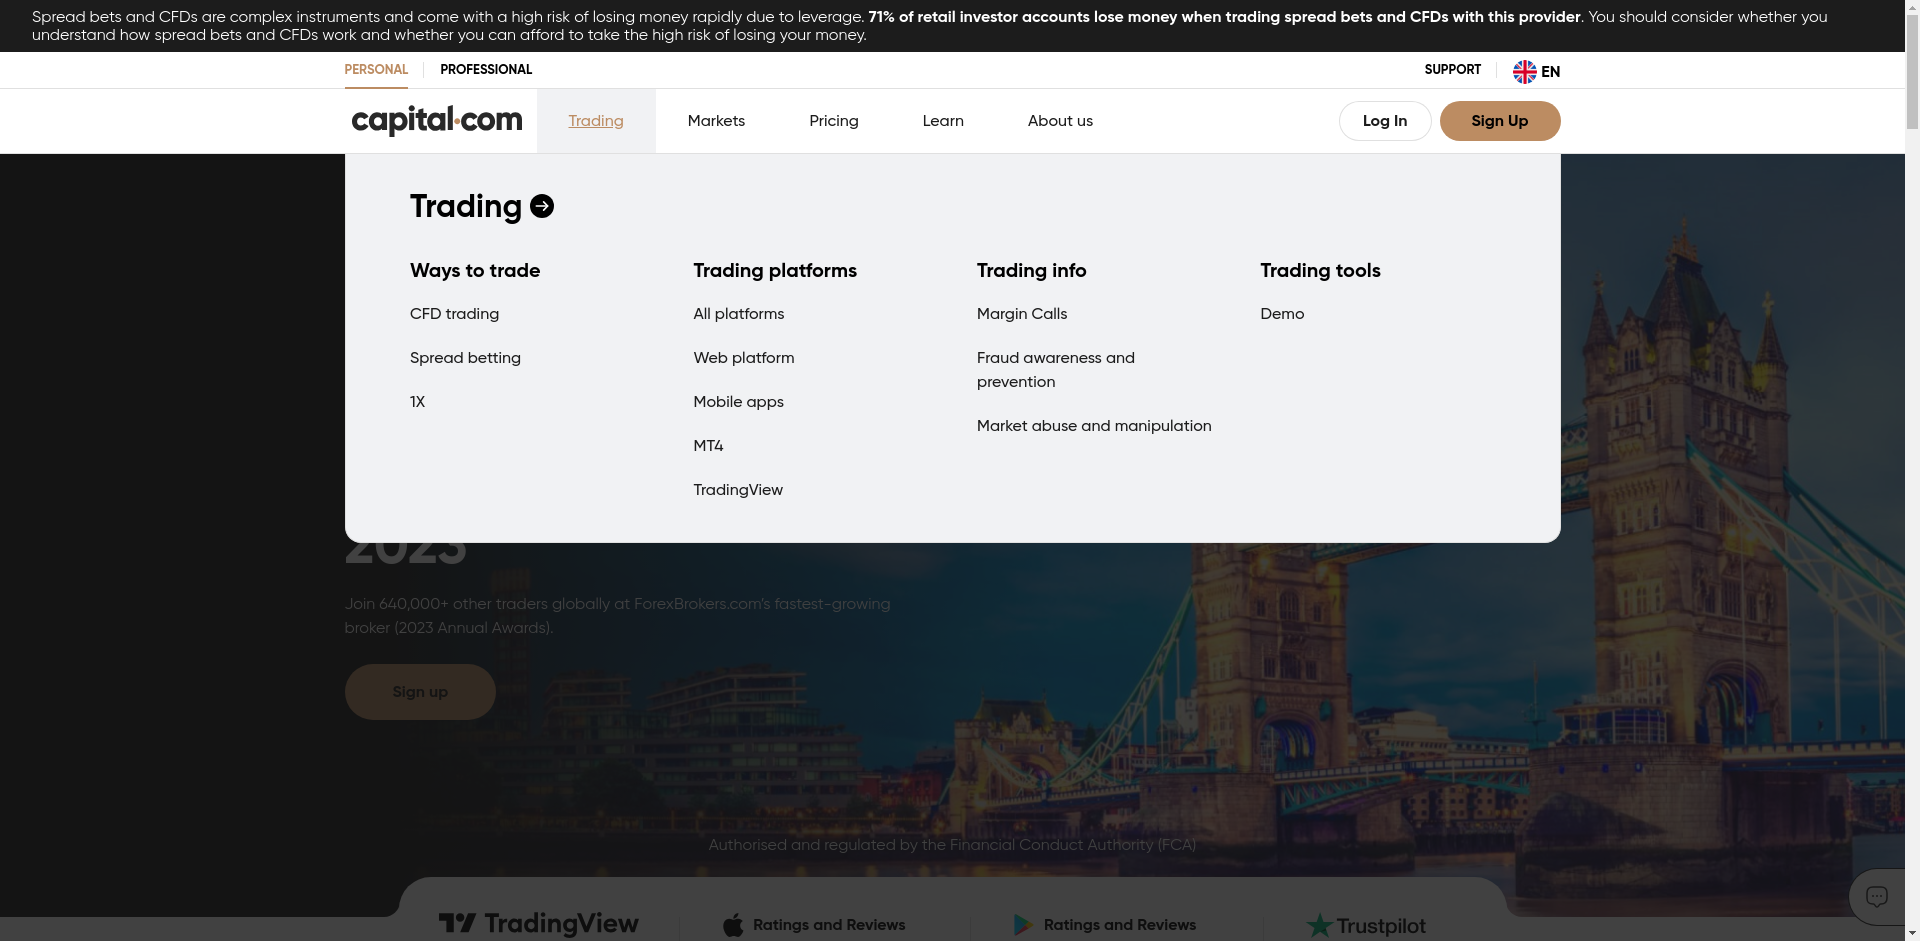 Spread bets and CFDs are complex instruments and come with a high risk of losing money rapidly due to leverage. 71% of retail investor accounts lose money when trading spread bets and CFDs with this provider. You should consider whether you
understand how spread bets and CFDs work and whether you can afford to take the high risk of losing your money.
PERSONAL PROFESSIONAL SUPPORT EN
capital.com Trading Markets Pricing Learn About us Log In Sign Up
Trading
Ways to trade Trading platforms Trading info Trading tools
CFD trading All platforms Margin Calls Demo
Spread betting Web platform Fraud awareness and
prevention
1X Mobile apps
Market abuse and manipulation
MT4
TradingView
2023
Join 640,000+ other traders globally at ForexBrokers.com's fastest-growing
broker (2023 Annual Awards).
Sign up
Authorised and regulated by the Financial Conduct Authority (FCA)
TradingView Ratings and Reviews Ratings and Reviews Trustpilot